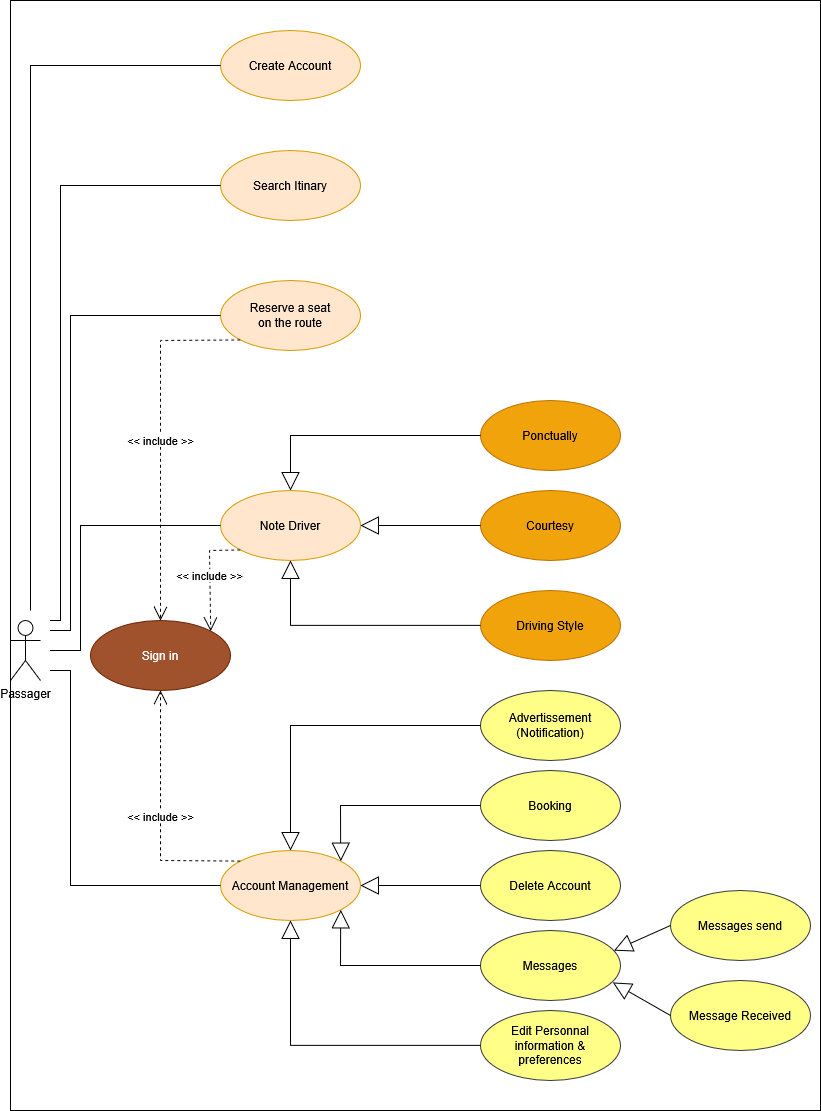 Create Account
Search Itinary
Reserve a seat
on the route
<< include >>
Ponctually
Note Driver
Courtesy
<< include >>
Driving Style
Sign in
Passager
Advertissement
(Notification)
Booking
<< include >>
Account Management
Delete Account
Messages send
Messages
Message Received
Edit Personnal
information &
preferences